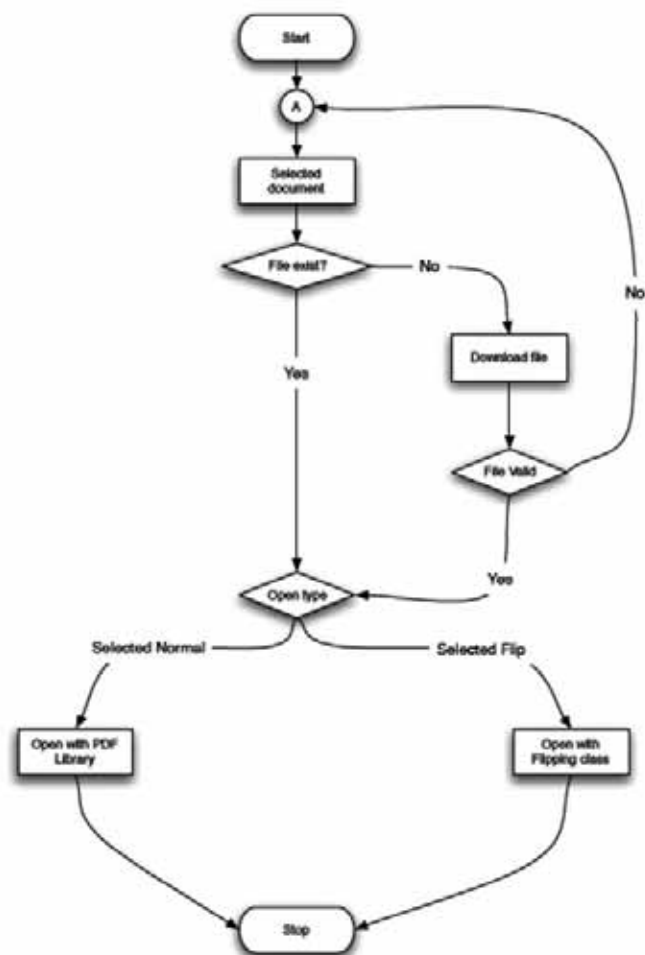 Start
A
Selected
document
File exist?
No
No
Download file
Yes
File Valid
Yes
Open type
Selected Normal
Selected Flip
Open with PDF
Library
Open with
Flipping class
Stop